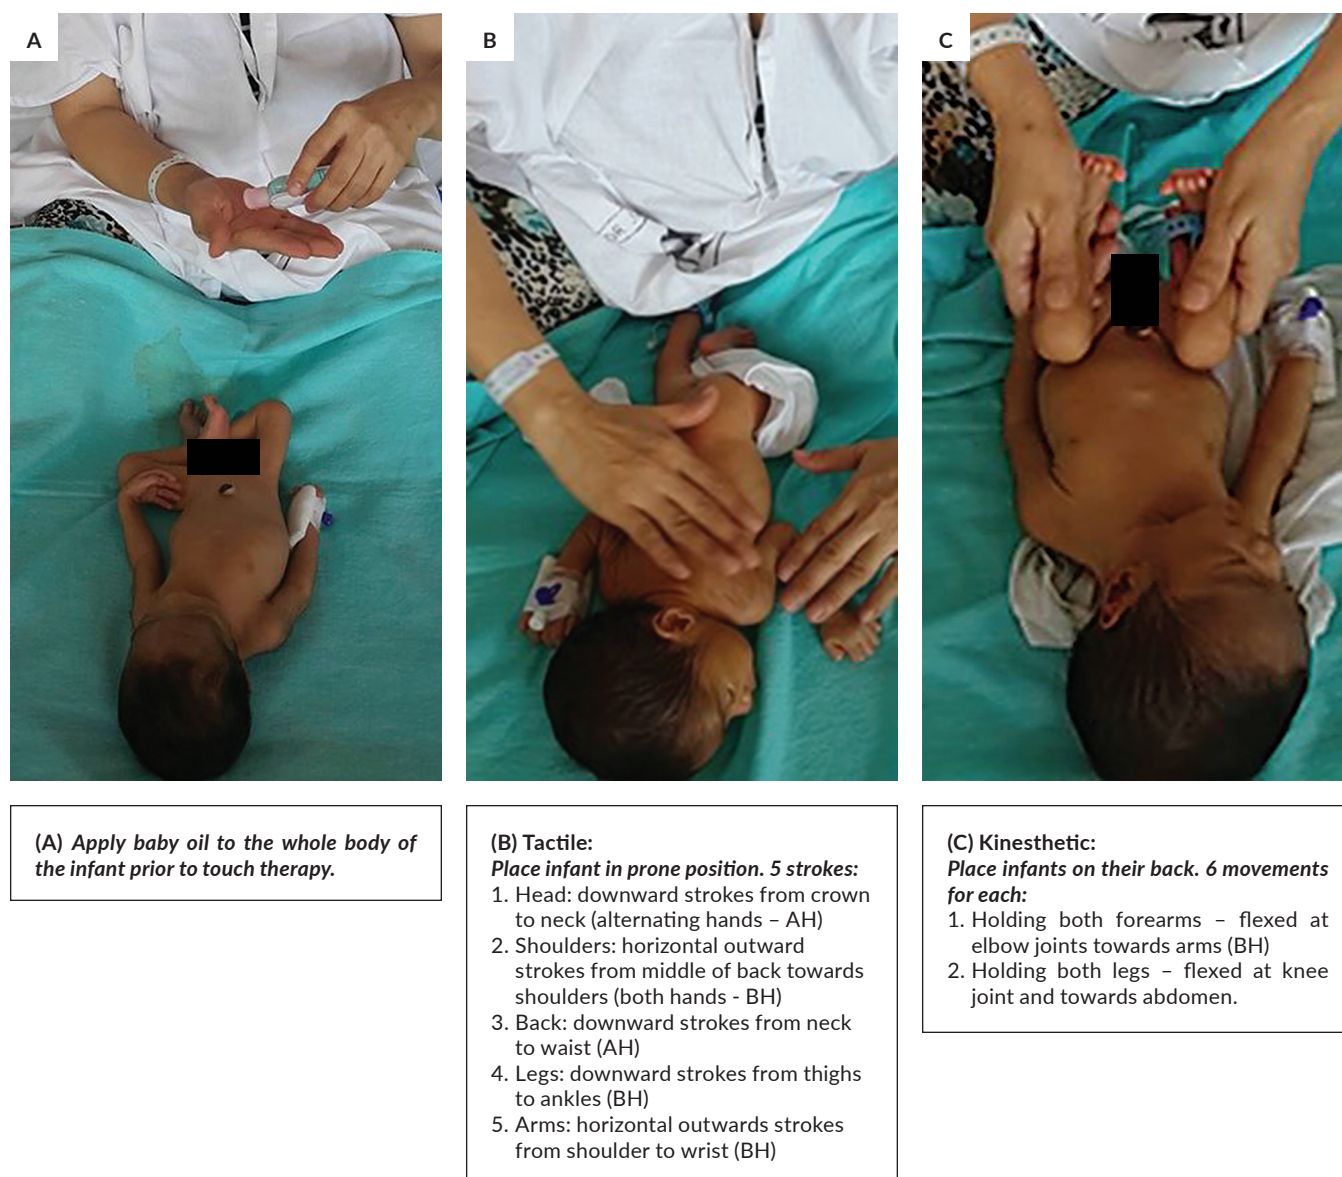 A
B
C
(A) Apply baby oil to the whole body of
the infant prior to touch therapy.
(B) Tactile:
Place infant in prone position. 5 strokes:
1. Head: downward strokes from crown
to neck (alternating hands – AH)
2. Shoulders: horizontal outward
strokes from middle of back towards
shoulders (both hands - BH)
3. Back: downward strokes from neck
to waist (AH)
4. Legs: downward strokes from thighs
to ankles (BH)
5. Arms: horizontal outwards strokes
from shoulder to wrist (BH)
(C) Kinesthetic:
Place infants on their back. 6 movements
for each:
1. Holding both forearms – flexed at
elbow joints towards arms (BH)
2. Holding both legs – flexed at knee
joint and towards abdomen.